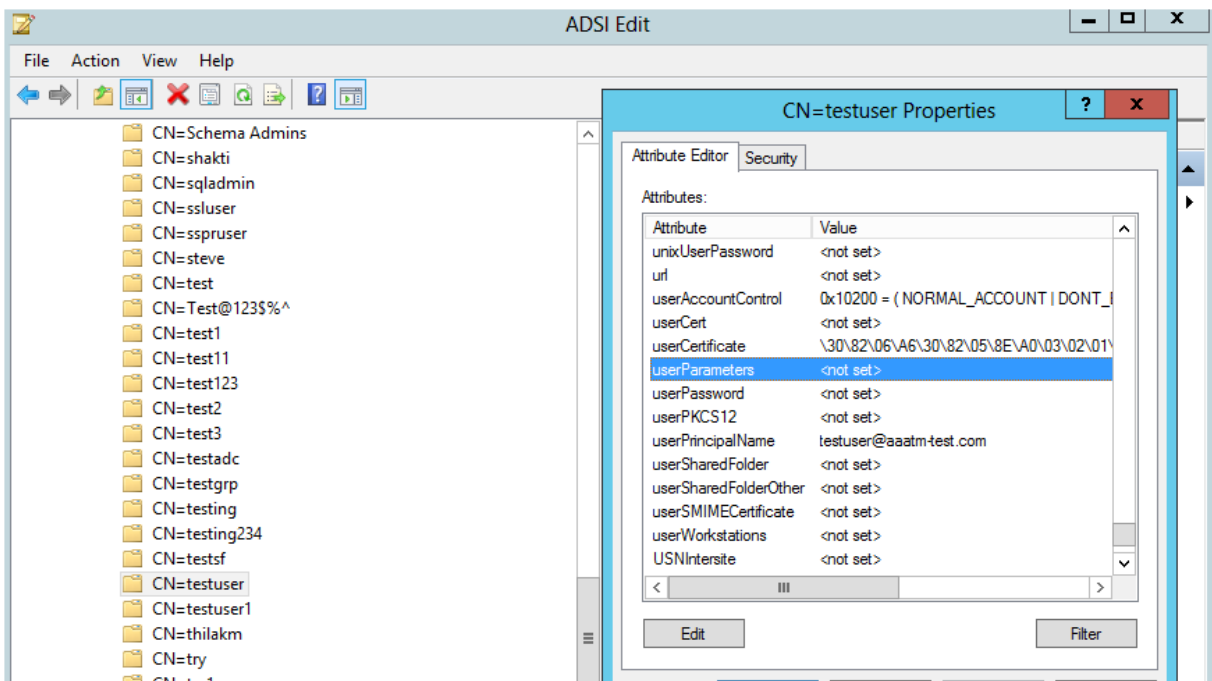 ADSI Edit
File Action View Help
CN=Schema Admins
CN=shakti
CN=sqladmin
CN=ssluser
CN=sspruser
CN=steve
CN=test
CN=Test@123$%^
CN=test1
CN=test11
CN=test123
CN=test2
CN=test3
CN=testadc
CN=testgrp
CN=testing
CN=testing234
CN=testsf
CN=testuser
CN=testuser1
CN=thilakm
CN=try
CN=testuser Properties
Attribute Editor Security
Attributes:
Attribute Value
unixUserPassword <not set>
url <not set>
userAccountControl 0x10200 = ( NORMAL_ACCOUNT | DONT_
userCert <not set>
userCertificate \30\82\06\A6\30\82\05\8E\A0\03\02\01\
userParameters <not set>
userPassword <not set>
userPKCS12 <not set>
userPrincipalName testuser@aaatm-test.com
userSharedFolder <not set>
userSharedFolderOther <not set>
userSMIMECertificate <not set>
userWorkstations <not set>
USNIntersite <not set>
Edit Filter